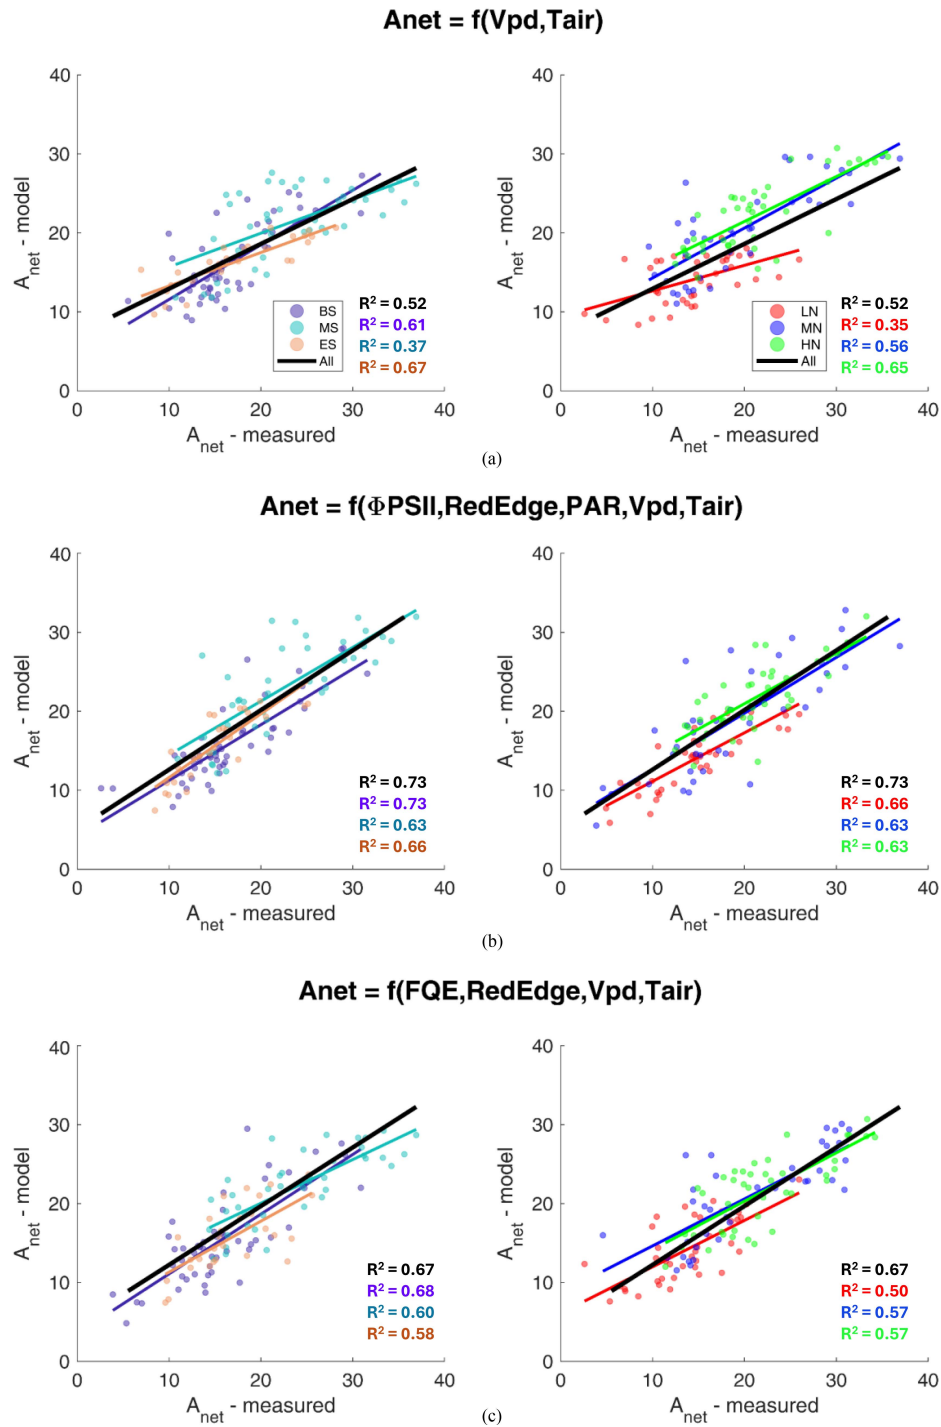 Anet = f(Vpd,Tair)
40
30
20
10
0
0 10 20 30 40
A_net - model
A_net - measured
BS
MS
ES
All
R² = 0.52
R² = 0.61
R² = 0.37
R² = 0.67
40
30
20
10
0
0 10 20 30 40
A_net - model
A_net - measured
LN
MN
HN
All
R² = 0.52
R² = 0.35
R² = 0.56
R² = 0.65
(a)
Anet = f(ΦPSII,RedEdge,PAR,Vpd,Tair)
40
30
20
10
0
0 10 20 30 40
A_net - model
A_net - measured
R² = 0.73
R² = 0.73
R² = 0.63
R² = 0.66
40
30
20
10
0
0 10 20 30 40
A_net - model
A_net - measured
R² = 0.73
R² = 0.66
R² = 0.63
R² = 0.63
(b)
Anet = f(FQE,RedEdge,Vpd,Tair)
40
30
20
10
0
0 10 20 30 40
A_net - model
A_net - measured
R² = 0.67
R² = 0.68
R² = 0.60
R² = 0.58
40
30
20
10
0
0 10 20 30 40
A_net - model
A_net - measured
R² = 0.67
R² = 0.50
R² = 0.57
R² = 0.57
(c)